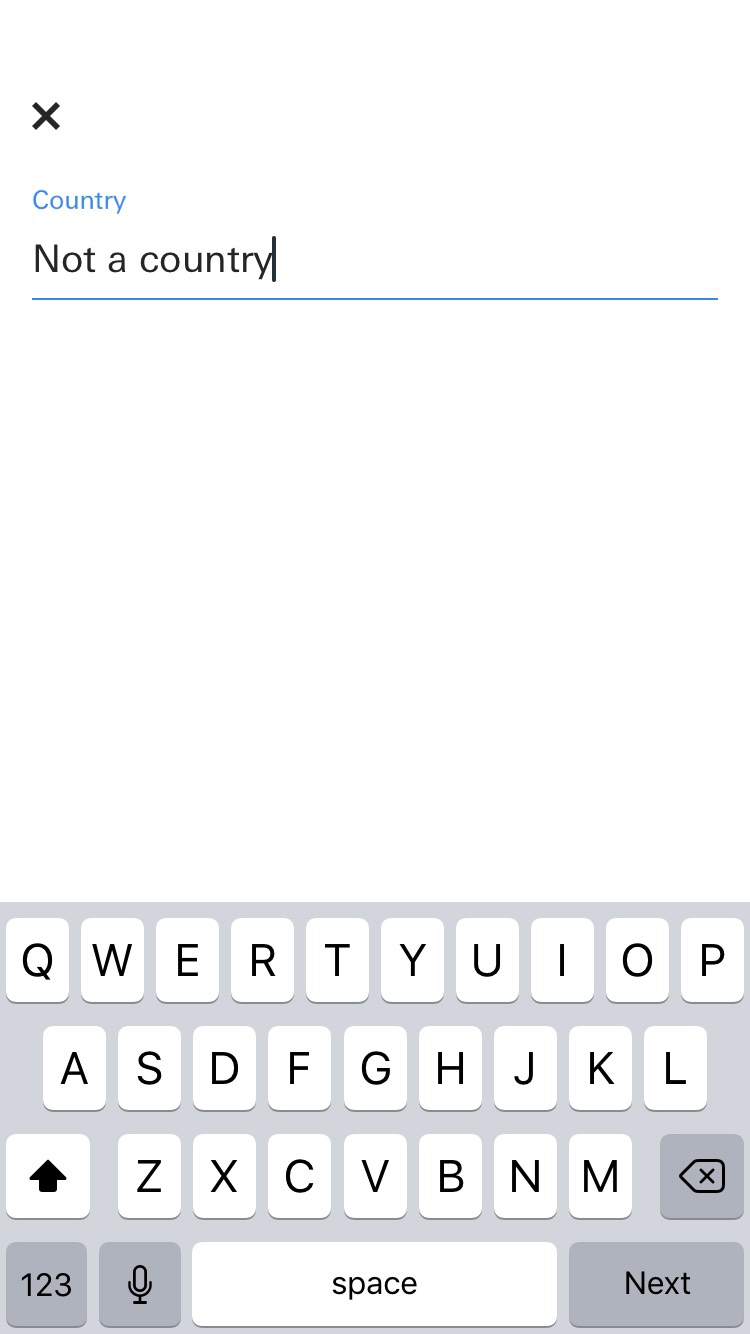 Country
Not a country
Q W E R T Y U I O P
A S D F G H J K L
Z X C V B N M
123 space Next